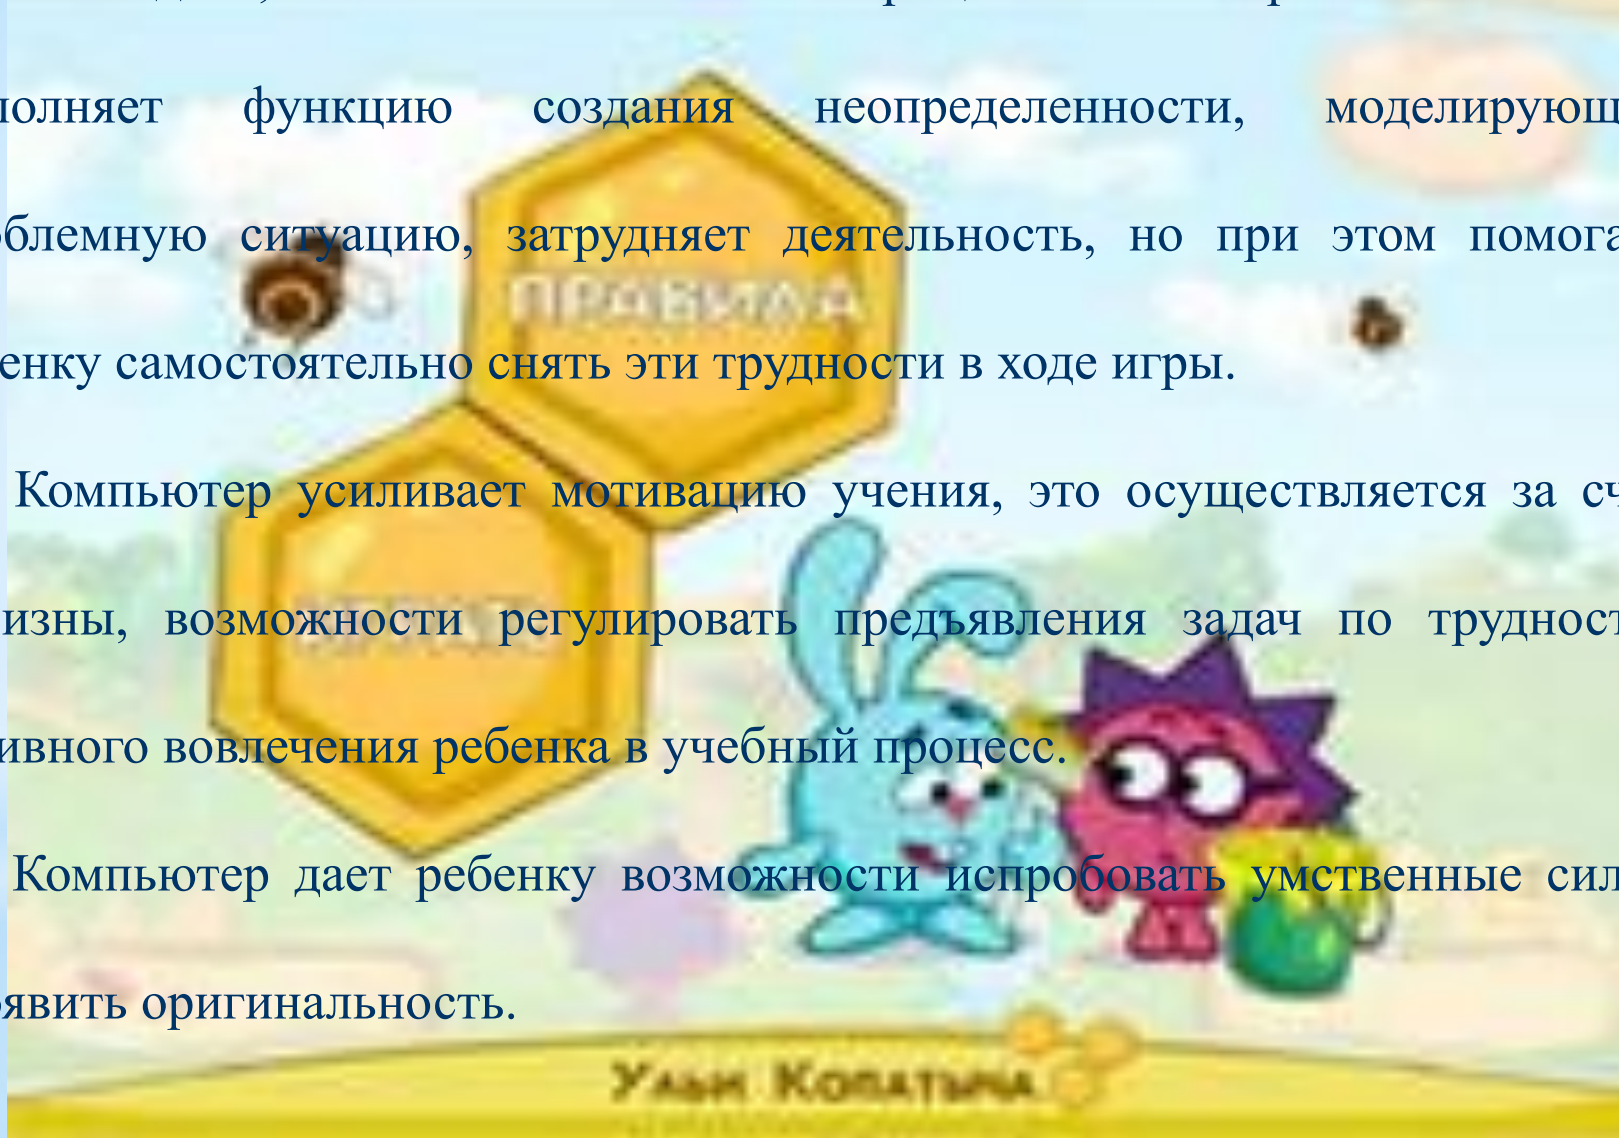 полняет функцию создания неопределенности, моделирующ
облемную ситуацию, затрудняет деятельность, но при этом помога
ПРАВИЛА
енку самостоятельно снять эти трудности в ходе игры.
Компьютер усиливает мотивацию учения, это осуществляется за сч
изны, возможности регулировать предъявления задач по трудност
ивного вовлечения ребенка в учебный процесс.
Компьютер дает ребенку возможности испробовать умственные сил
оявить оригинальность.
Ульи Копатыча